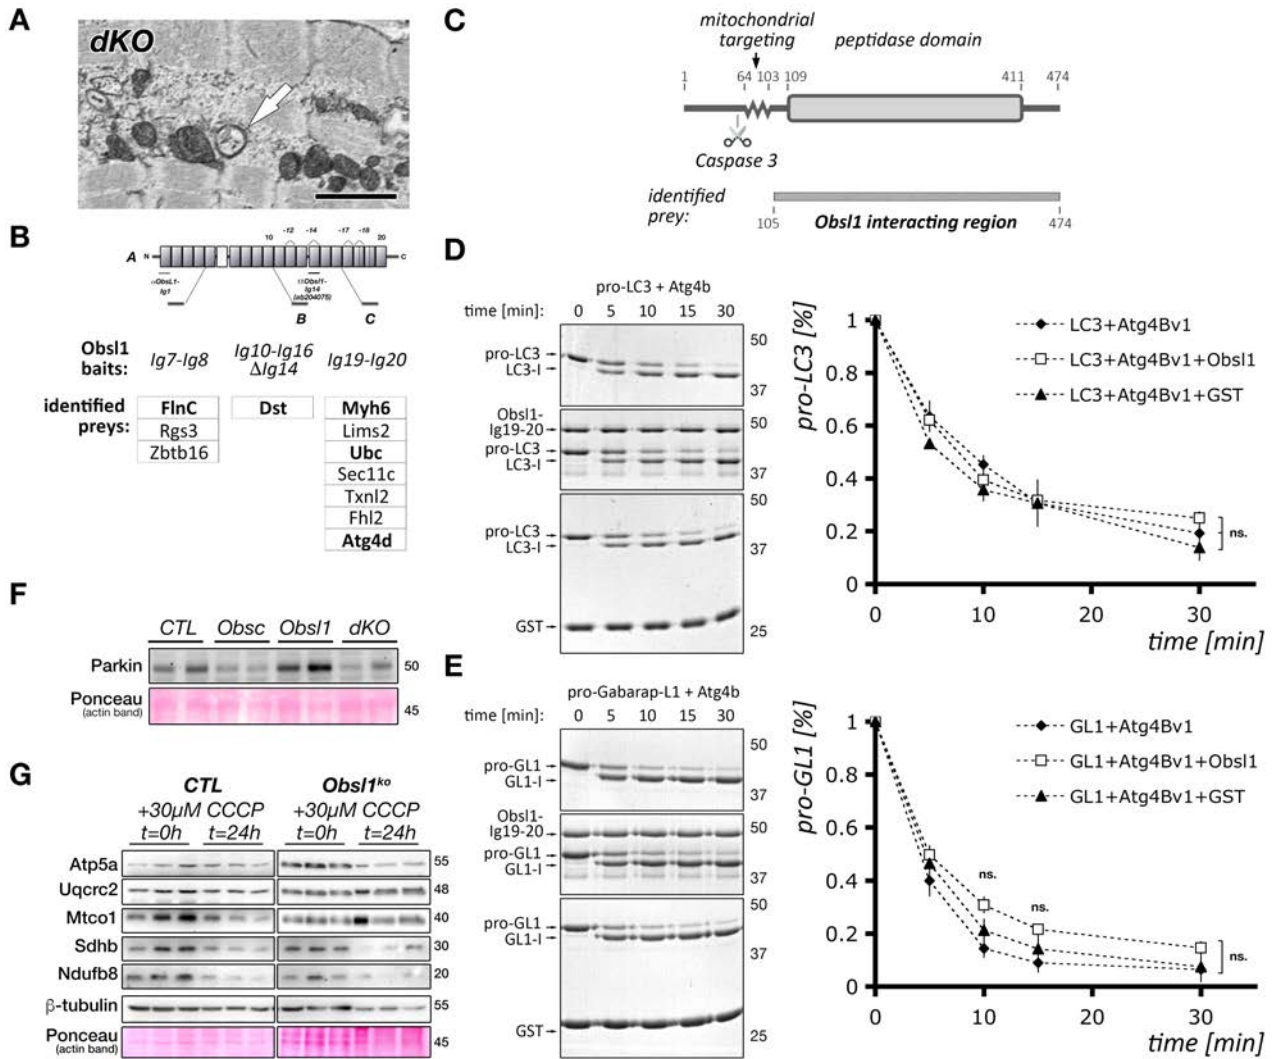 A
dKO
B
10
-12
-14
-17
-18
20
A N
C
αObsL1-
Ig1
Obsl1-
Ig14
(ab204075)
B
C
Obsl1
baits:
Ig7-Ig8
Ig10-Ig16
ΔIg14
Ig19-Ig20
identified
preys:
FlnC
Rgs3
Zbtb16
Dst
Myh6
Lims2
Ubc
Sec11c
Txnl2
Fhl2
Atg4d
C
mitochondrial
targeting
peptidase domain
1 64 103 109 411 474
Caspase 3
identified
prey:
105 Obsl1 interacting region 474
D
pro-LC3 + Atg4b
time [min]: 0 5 10 15 30
50
pro-LC3
LC3-I
37
Obsl1-
Ig19-20
50
pro-LC3
LC3-I
37
50
pro-LC3
LC3-I
37
GST
25
pro-LC3 [%]
1
0.8
0.6
0.4
0.2
0
0 10 20 30
time [min]
LC3+Atg4Bv1
LC3+Atg4Bv1+Obsl1
LC3+Atg4Bv1+GST
ns.
E
pro-Gabarap-L1 + Atg4b
time [min]: 0 5 10 15 30
50
pro-GL1
GL1-I
37
Obsl1-
Ig19-20
50
pro-GL1
GL1-I
37
50
pro-GL1
GL1-I
37
GST
25
pro-GL1 [%]
1
0.8
0.6
0.4
0.2
0
0 10 20 30
time [min]
GL1+Atg4Bv1
GL1+Atg4Bv1+Obsl1
GL1+Atg4Bv1+GST
ns.
ns.
ns.
F
CTL Obsc Obsl1 dKO
Parkin 50
Ponceau
(actin band)
45
G
CTL Obsl1ᵏᵒ
+30µM CCCP +30µM CCCP
t=0h t=24h t=0h t=24h
Atp5a 55
Uqcrc2 48
Mtco1 40
Sdhb 30
Ndufb8 20
β-tubulin 55
Ponceau
(actin band)
45